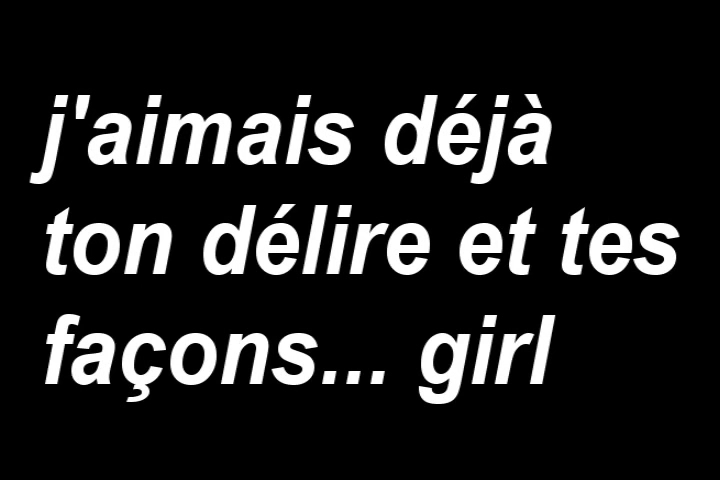 j'aimais déjà
ton délire et tes
façons... girl